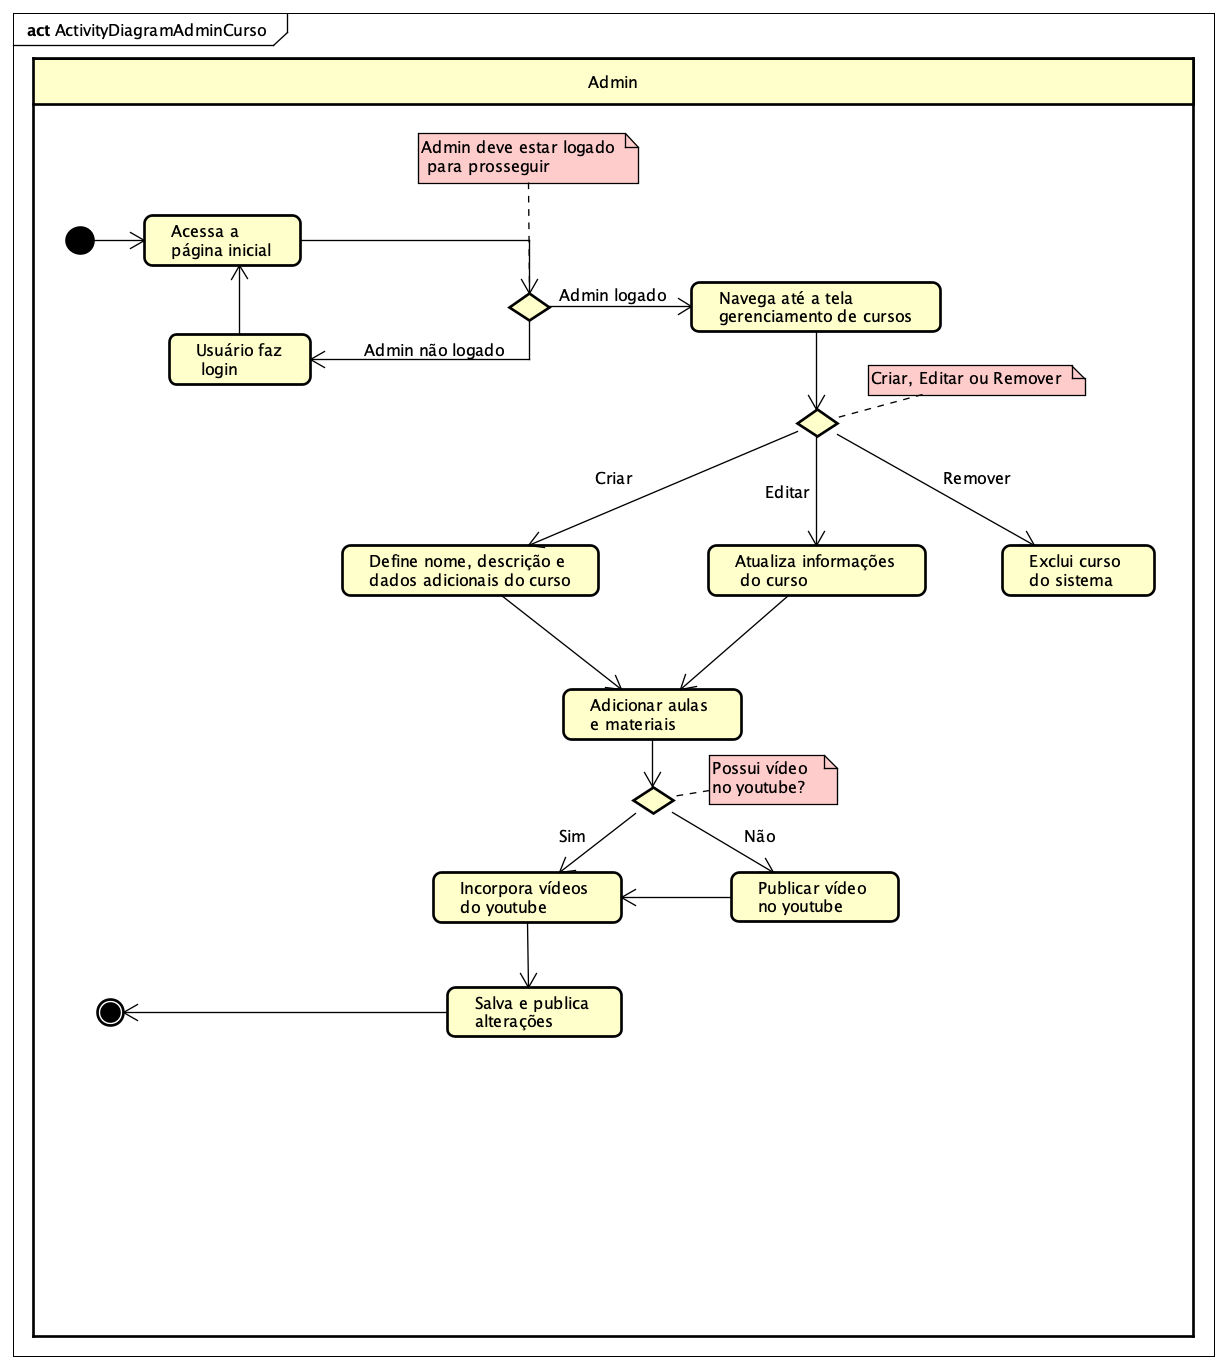 act ActivityDiagramAdminCurso
Admin
Admin deve estar logado
para prosseguir
Acessa a
página inicial
Admin logado
Navega até a tela
gerenciamento de cursos
Usuário faz
login
Admin não logado
Criar, Editar ou Remover
Criar
Editar
Remover
Define nome, descrição e
dados adicionais do curso
Atualiza informações
do curso
Exclui curso
do sistema
Adicionar aulas
e materiais
Possui vídeo
no youtube?
Sim
Não
Incorpora vídeos
do youtube
Publicar vídeo
no youtube
Salva e publica
alterações